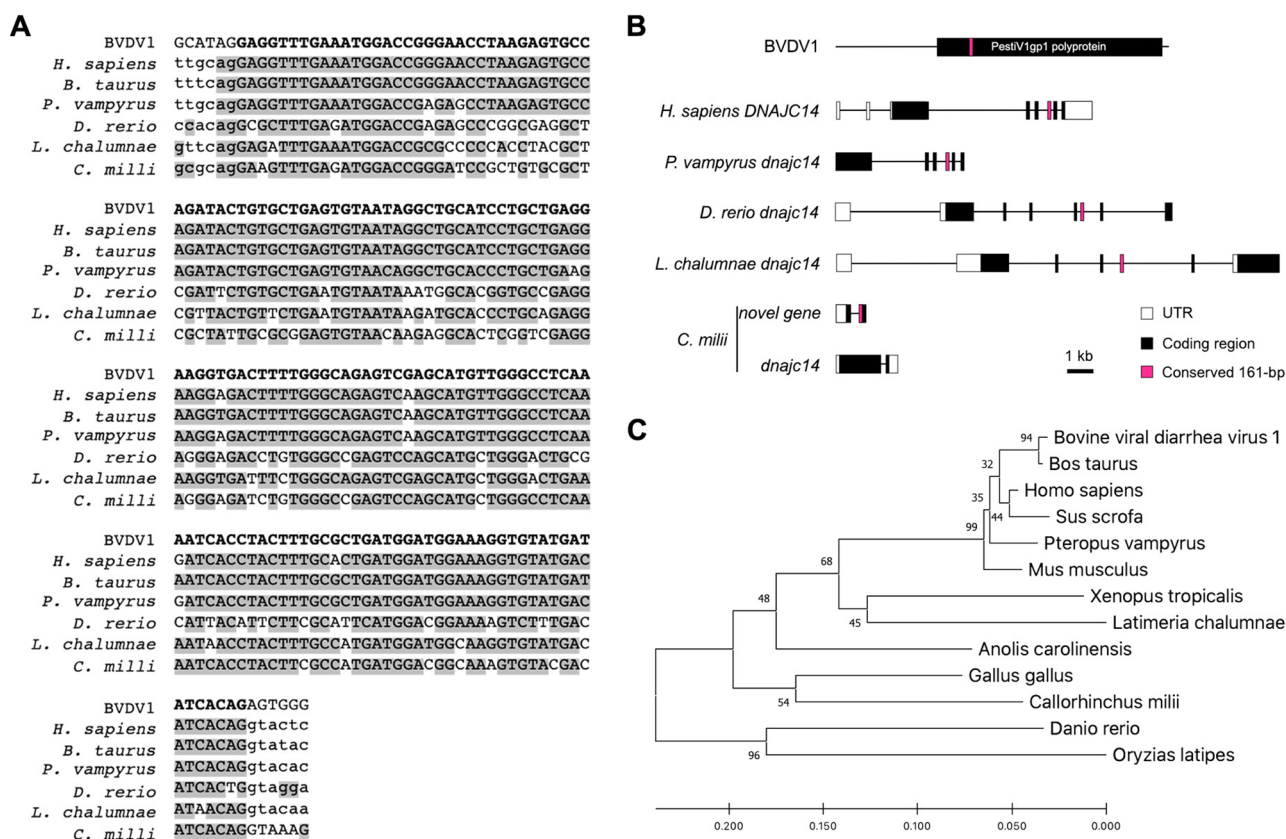 A
BVDV1 GCATAGGAGGTTTGAAATGGACCGGGAACCTAAGAGTGCC
H. sapiens ttgcagGAGGTTTGAAATGGACCGGGAACCTAAGAGTGCC
B. taurus tttcagGAGGTTTGAAATGGACCGGGAACCTAAGAGTGCC
P. vampyrus ttgcagGAGGTTTGAAATGGACCGAGAGCCTAAGAGTGCC
D. rerio ccacagGCGCTTTGAGATGGACCGAGAGCCCGGCGAGGCT
L. chalumnae gttcagGAGATTTGAAATGGACCGCGCCCCCACCTACGCT
C. milli gcgcagGAAGTTTGAGATGGACCGGGATCCGCTGTGCGCT
BVDV1 AGATACTGTGCTGAGTGTAATAGGCTGCATCCTGCTGAGG
H. sapiens AGATACTGTGCTGAGTGTAATAGGCTGCATCCTGCTGAGG
B. taurus AGATACTGTGCTGAGTGTAATAGGCTGCATCCTGCTGAGG
P. vampyrus AGATACTGTGCTGAGTGTAACAGGCTGCACCCTGCTGAAG
D. rerio CGATTCTGTGCTGAATGTAATAAATGGCACGGTGCCGAGG
L. chalumnae CGTTACTGTTCTGAATGTAATAAGATGCACCCTGCAGAGG
C. milli CGCTATTGCGCGGAGTGTAACAAGAGGCACTCGGTCGAGG
BVDV1 AAGGTGACTTTTGGGCAGAGTCGAGCATGTTGGGCCTCAA
H. sapiens AAGGAGACTTTTGGGCAGAGTCAAGCATGTTGGGCCTCAA
B. taurus AAGGTGACTTTTGGGCAGAGTCAAGCATGTTGGGCCTCAA
P. vampyrus AAGGAGACTTTTGGGCAGAGTCAAGCATGTTGGGCCTCAA
D. rerio AGGGAGACCTGTGGGCCGAGTCCAGCATGCTGGGACTGCG
L. chalumnae AAGGTGATTTCTGGGCAGAGTCGAGCATGCTGGGACTGAA
C. milli AGGGAGATCTGTGGGCCGAGTCCAGCATGCTGGGCCTCAA
BVDV1 AATCACCTACTTTGCGCTGATGGATGGAAAGGTGTATGAT
H. sapiens GATCACCTACTTTGCACTGATGGATGGAAAGGTGTATGAC
B. taurus AATCACCTACTTTGCGCTGATGGATGGAAAGGTGTATGAT
P. vampyrus GATCACCTACTTTGCGCTGATGGATGGAAAGGTGTATGAC
D. rerio CATTACATTCTTCGCATTCATGGACGGAAAAGTCTTTGAC
L. chalumnae AATAACCTACTTTGCCATGATGGATGGCAAGGTGTATGAC
C. milli AATCACCTACTTCGCCATGATGGACGGCAAAGTGTACGAC
BVDV1 ATCACAGAGTGGG
H. sapiens ATCACAGgtactc
B. taurus ATCACAGgtatac
P. vampyrus ATCACAGgtacac
D. rerio ATCACTGgtagga
L. chalumnae ATAACAGgtacaa
C. milli ATCACAGGTAAAG
B
BVDV1
PestiV1gp1 polyprotein
H. sapiens DNAJC14
P. vampyrus dnajc14
D. rerio dnajc14
L. chalumnae dnajc14
C. milii
novel gene
dnajc14
1 kb
UTR
Coding region
Conserved 161-bp
C
94 Bovine viral diarrhea virus 1
32 Bos taurus
35 Homo sapiens
44 Sus scrofa
99 Pteropus vampyrus
Mus musculus
68
Xenopus tropicalis
48
45 Latimeria chalumnae
Anolis carolinensis
Gallus gallus
54 Callorhinchus milii
Danio rerio
96 Oryzias latipes
0.200 0.150 0.100 0.050 0.000